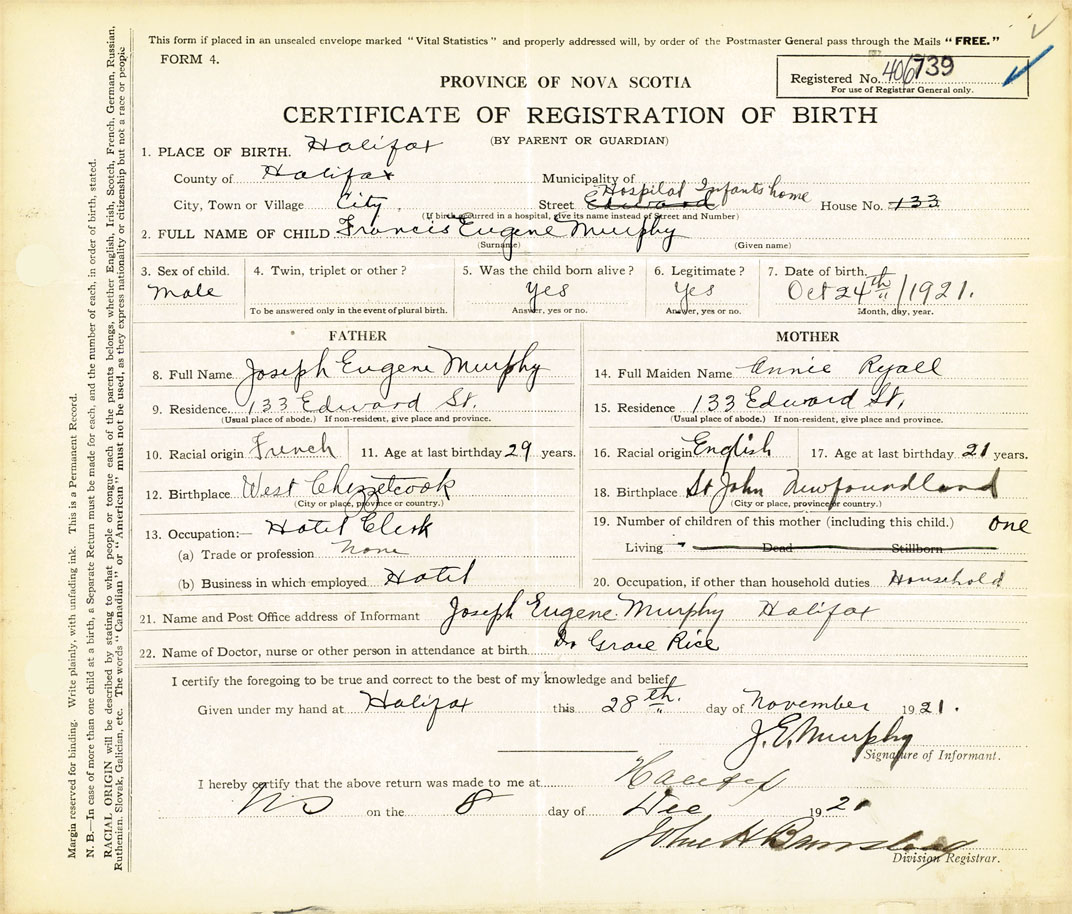 This form if placed in an unsealed envelope marked "Vital Statistics" and properly addressed will, by order of the Postmaster General pass through the Mails "FREE."
FORM 4.
PROVINCE OF NOVA SCOTIA
Registered No. 406739
For use of Registrar General only.
CERTIFICATE OF REGISTRATION OF BIRTH
(BY PARENT OR GUARDIAN)
1. PLACE OF BIRTH. Halifax
County of Halifax Municipality of
Hospital Infants home
City, Town or Village City, Street Edward House No. 133
(If birth occurred in a hospital, give its name instead of Street and Number)
2. FULL NAME OF CHILD Francis Eugene Murphy
(Surname) (Given name)
3. Sex of child. 4. Twin, triplet or other? 5. Was the child born alive? 6. Legitimate? 7. Date of birth.
Male Yes Yes Oct 24th/1921.
To be answered only in the event of plural birth. Answer, yes or no. Answer, yes or no. Month, day, year.
FATHER MOTHER
8. Full Name Joseph Eugene Murphy 14. Full Maiden Name Annie Ryall
9. Residence 133 Edward St. 15. Residence 133 Edward St,
(Usual place of abode.) If non-resident, give place and province. (Usual place of abode.) If non-resident, give place and province.
10. Racial origin French 11. Age at last birthday 29 years. 16. Racial origin English 17. Age at last birthday 21 years.
12. Birthplace West Chezzetcook 18. Birthplace St John Newfoundland
(City or place, province or country.) (City or place, province or country.)
13. Occupation:— Hotel Clerk 19. Number of children of this mother (including this child.) One
(a) Trade or profession None Living Dead Stillborn
(b) Business in which employed Hotel 20. Occupation, if other than household duties Household
21. Name and Post Office address of Informant Joseph Eugene Murphy Halifax
22. Name of Doctor, nurse or other person in attendance at birth Dr Grace Rice
I certify the foregoing to be true and correct to the best of my knowledge and belief
Given under my hand at Halifax this 28th. day of November 1921.
J. E. Murphy
Signature of Informant.
I hereby certify that the above return was made to me at Halifax
NS on the 8 day of Dec 1921
John H
Division Registrar.
Margin reserved for binding. Write plainly, with unfading ink. This is a Permanent Record.
N. B.—In case of more than one child at a birth, a Separate Return must be made for each, and the number of each, in order of birth, stated.
RACIAL ORIGIN will be described by stating to what people or tongue each of the parents belongs, whether English, Irish, Scotch, French, German, Russian,
Ruthenian, Slovak, Galician, etc. The words "Canadian" or "American" must not be used, as they express nationality or citizenship but not a race or people